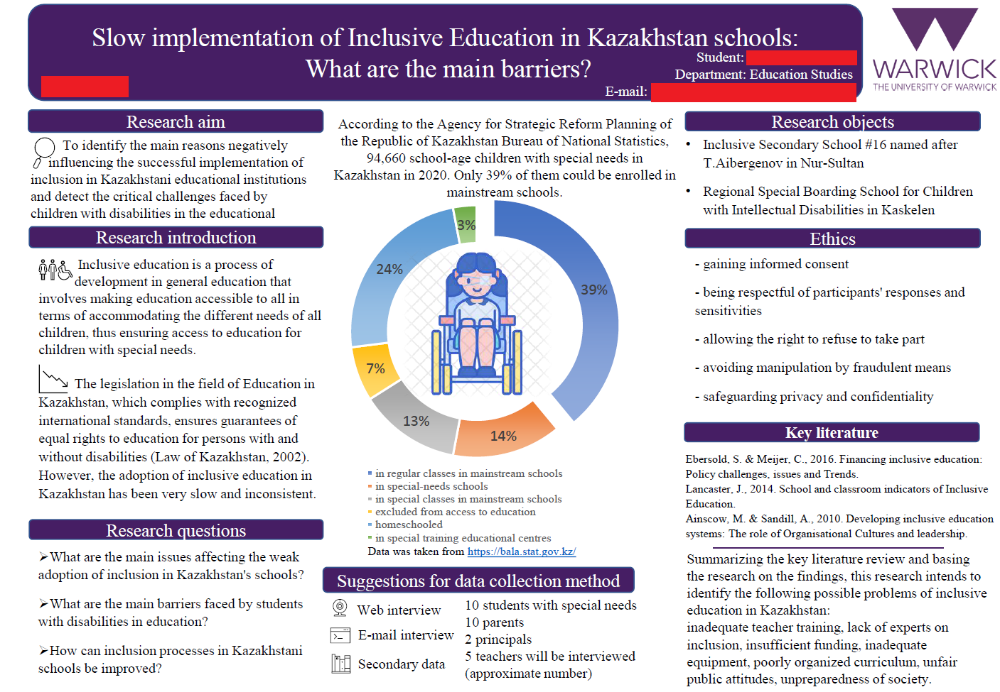 Slow implementation of Inclusive Education in Kazakhstan schools:
What are the main barriers?
Student:
Department: Education Studies
E-mail:
WARWICK
THE UNIVERSITY OF WARWICK
Research aim
To identify the main reasons negatively
influencing the successful implementation of
inclusion in Kazakhstani educational institutions
and detect the critical challenges faced by
children with disabilities in the educational
Research introduction
Inclusive education is a process of
development in general education that
involves making education accessible to all in
terms of accommodating the different needs of all
children, thus ensuring access to education for
children with special needs.
The legislation in the field of Education in
Kazakhstan, which complies with recognized
international standards, ensures guarantees of
equal rights to education for persons with and
without disabilities (Law of Kazakhstan, 2002).
However, the adoption of inclusive education in
Kazakhstan has been very slow and inconsistent.
Research questions
➢What are the main issues affecting the weak
adoption of inclusion in Kazakhstan's schools?
➢What are the main barriers faced by students
with disabilities in education?
➢How can inclusion processes in Kazakhstani
schools be improved?
According to the Agency for Strategic Reform Planning of
the Republic of Kazakhstan Bureau of National Statistics,
94,660 school-age children with special needs in
Kazakhstan in 2020. Only 39% of them could be enrolled in
mainstream schools.
3%
24%
39%
7%
13%
14%
in regular classes in mainstream schools
in special-needs schools
in special classes in mainstream schools
excluded from access to education
homeschooled
in special training educational centres
Data was taken from https://bala.stat.gov.kz/
Suggestions for data collection method
Web interview
E-mail interview
Secondary data
10 students with special needs
10 parents
2 principals
5 teachers will be interviewed
(approximate number)
Research objects
• Inclusive Secondary School #16 named after
T.Aibergenov in Nur-Sultan
• Regional Special Boarding School for Children
with Intellectual Disabilities in Kaskelen
Ethics
- gaining informed consent
- being respectful of participants' responses and
sensitivities
- allowing the right to refuse to take part
- avoiding manipulation by fraudulent means
- safeguarding privacy and confidentiality
Key literature
Ebersold, S. & Meijer, C., 2016. Financing inclusive education:
Policy challenges, issues and Trends.
Lancaster, J., 2014. School and classroom indicators of Inclusive
Education.
Ainscow, M. & Sandill, A., 2010. Developing inclusive education
systems: The role of Organisational Cultures and leadership.
Summarizing the key literature review and basing
the research on the findings, this research intends to
identify the following possible problems of inclusive
education in Kazakhstan:
inadequate teacher training, lack of experts on
inclusion, insufficient funding, inadequate
equipment, poorly organized curriculum, unfair
public attitudes, unpreparedness of society.